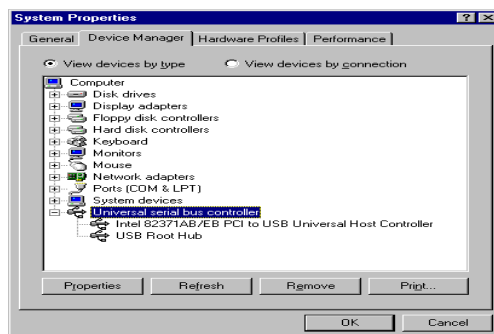 System Properties
General Device Manager Hardware Profiles Performance
View devices by type View devices by connection
Computer
Disk drives
Display adapters
Floppy disk controllers
Hard disk controllers
Keyboard
Monitors
Mouse
Network adapters
Ports (COM & LPT)
System devices
Universal serial bus controller
Intel 82371AB/EB PCI to USB Universal Host Controller
USB Root Hub
Properties Refresh Remove Print...
OK Cancel